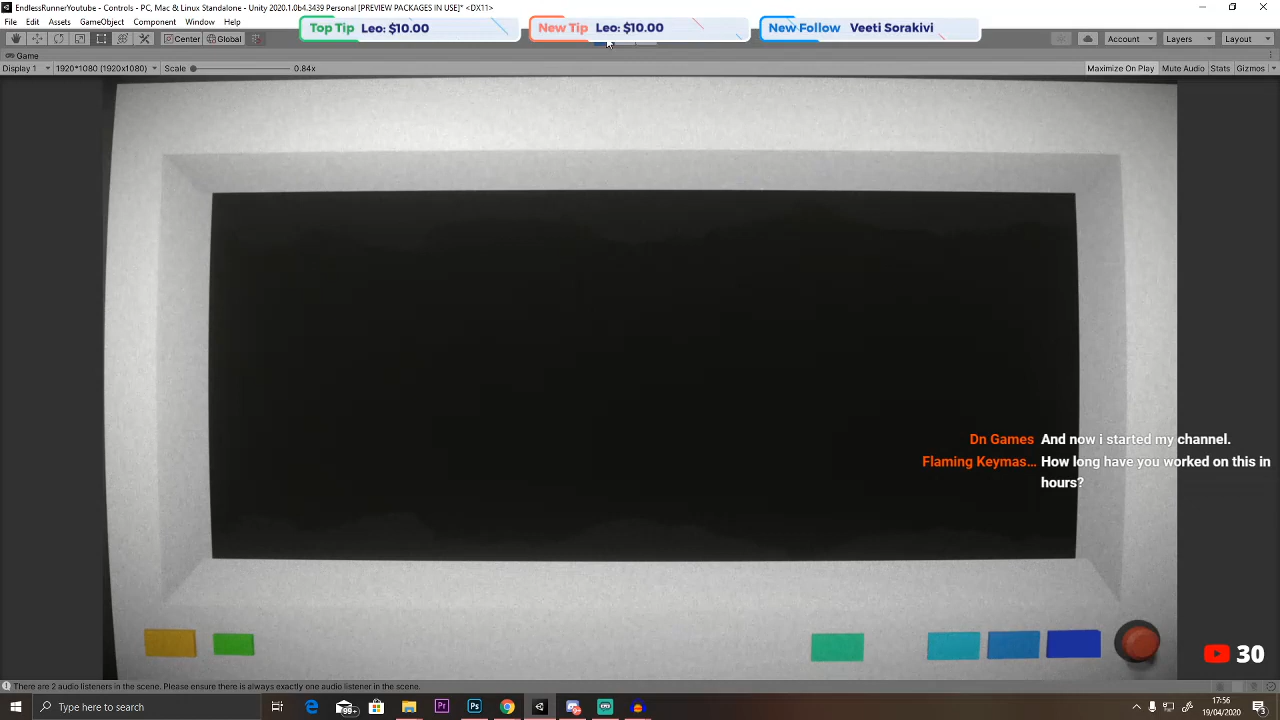 EndlessRunnerYoutube - Controls - PC, Mac & Linux Standalone - Unity 2020.1.0b4.3439 Personal [PREVIEW PACKAGES IN USE]* <DX11>
File Edit Assets GameObject Component Window Help
Top Tip Leo: $10.00
New Tip Leo: $10.00
New Follow Veeti Sorakivi
Center Global
Account Layers Layout
Game
Display 1 1920*1080 (1920x1080) Scale 0.84x Maximize On Play Mute Audio Stats Gizmos
Dn Games And now i started my channel.
Flaming Keymas... How long have you worked on this in
hours?
30
There are 2 audio listeners in the scene. Please ensure there is always exactly one audio listener in the scene.
Type here to search
99+
17:56
19/04/2020